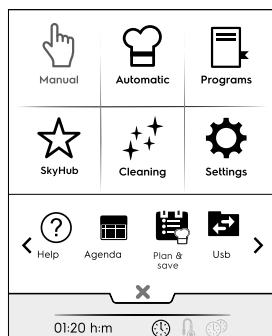 Manual Automatic Programs
SkyHub Cleaning Settings
Help Agenda Plan & save Usb
01:20 h:m